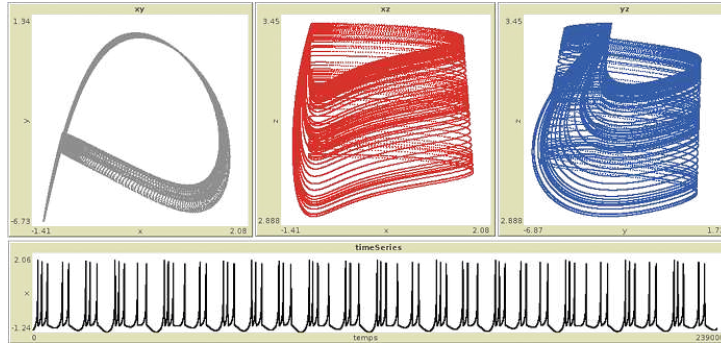 xy
1.34
y
-6.73
-1.41
x
2.08
xz
3.45
z
2.888
-1.41
x
2.08
yz
3.45
z
2.888
-6.87
y
timeSeries
2.06
x
-1.24
0
temps